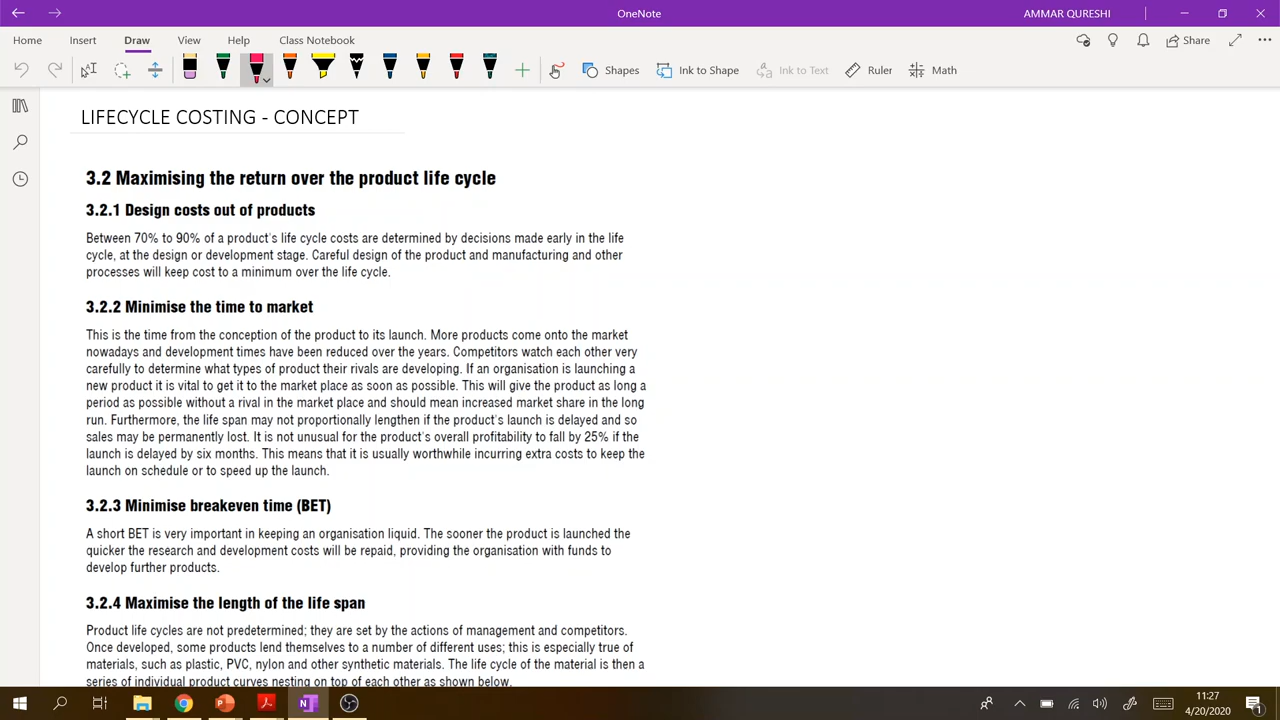 OneNote
AMMAR QURESHI
Home Insert Draw View Help Class Notebook
Share
Shapes Ink to Shape Ink to Text Ruler Math
LIFECYCLE COSTING - CONCEPT
3.2 Maximising the return over the product life cycle
3.2.1 Design costs out of products
Between 70% to 90% of a product's life cycle costs are determined by decisions made early in the life
cycle, at the design or development stage. Careful design of the product and manufacturing and other
processes will keep cost to a minimum over the life cycle.
3.2.2 Minimise the time to market
This is the time from the conception of the product to its launch. More products come onto the market
nowadays and development times have been reduced over the years. Competitors watch each other very
carefully to determine what types of product their rivals are developing. If an organisation is launching a
new product it is vital to get it to the market place as soon as possible. This will give the product as long a
period as possible without a rival in the market place and should mean increased market share in the long
run. Furthermore, the life span may not proportionally lengthen if the product's launch is delayed and so
sales may be permanently lost. It is not unusual for the product's overall profitability to fall by 25% if the
launch is delayed by six months. This means that it is usually worthwhile incurring extra costs to keep the
launch on schedule or to speed up the launch.
3.2.3 Minimise breakeven time (BET)
A short BET is very important in keeping an organisation liquid. The sooner the product is launched the
quicker the research and development costs will be repaid, providing the organisation with funds to
develop further products.
3.2.4 Maximise the length of the life span
Product life cycles are not predetermined; they are set by the actions of management and competitors.
Once developed, some products lend themselves to a number of different uses; this is especially true of
materials, such as plastic, PVC, nylon and other synthetic materials. The life cycle of the material is then a
series of individual product curves nesting on top of each other as shown below.
11:27
4/20/2020